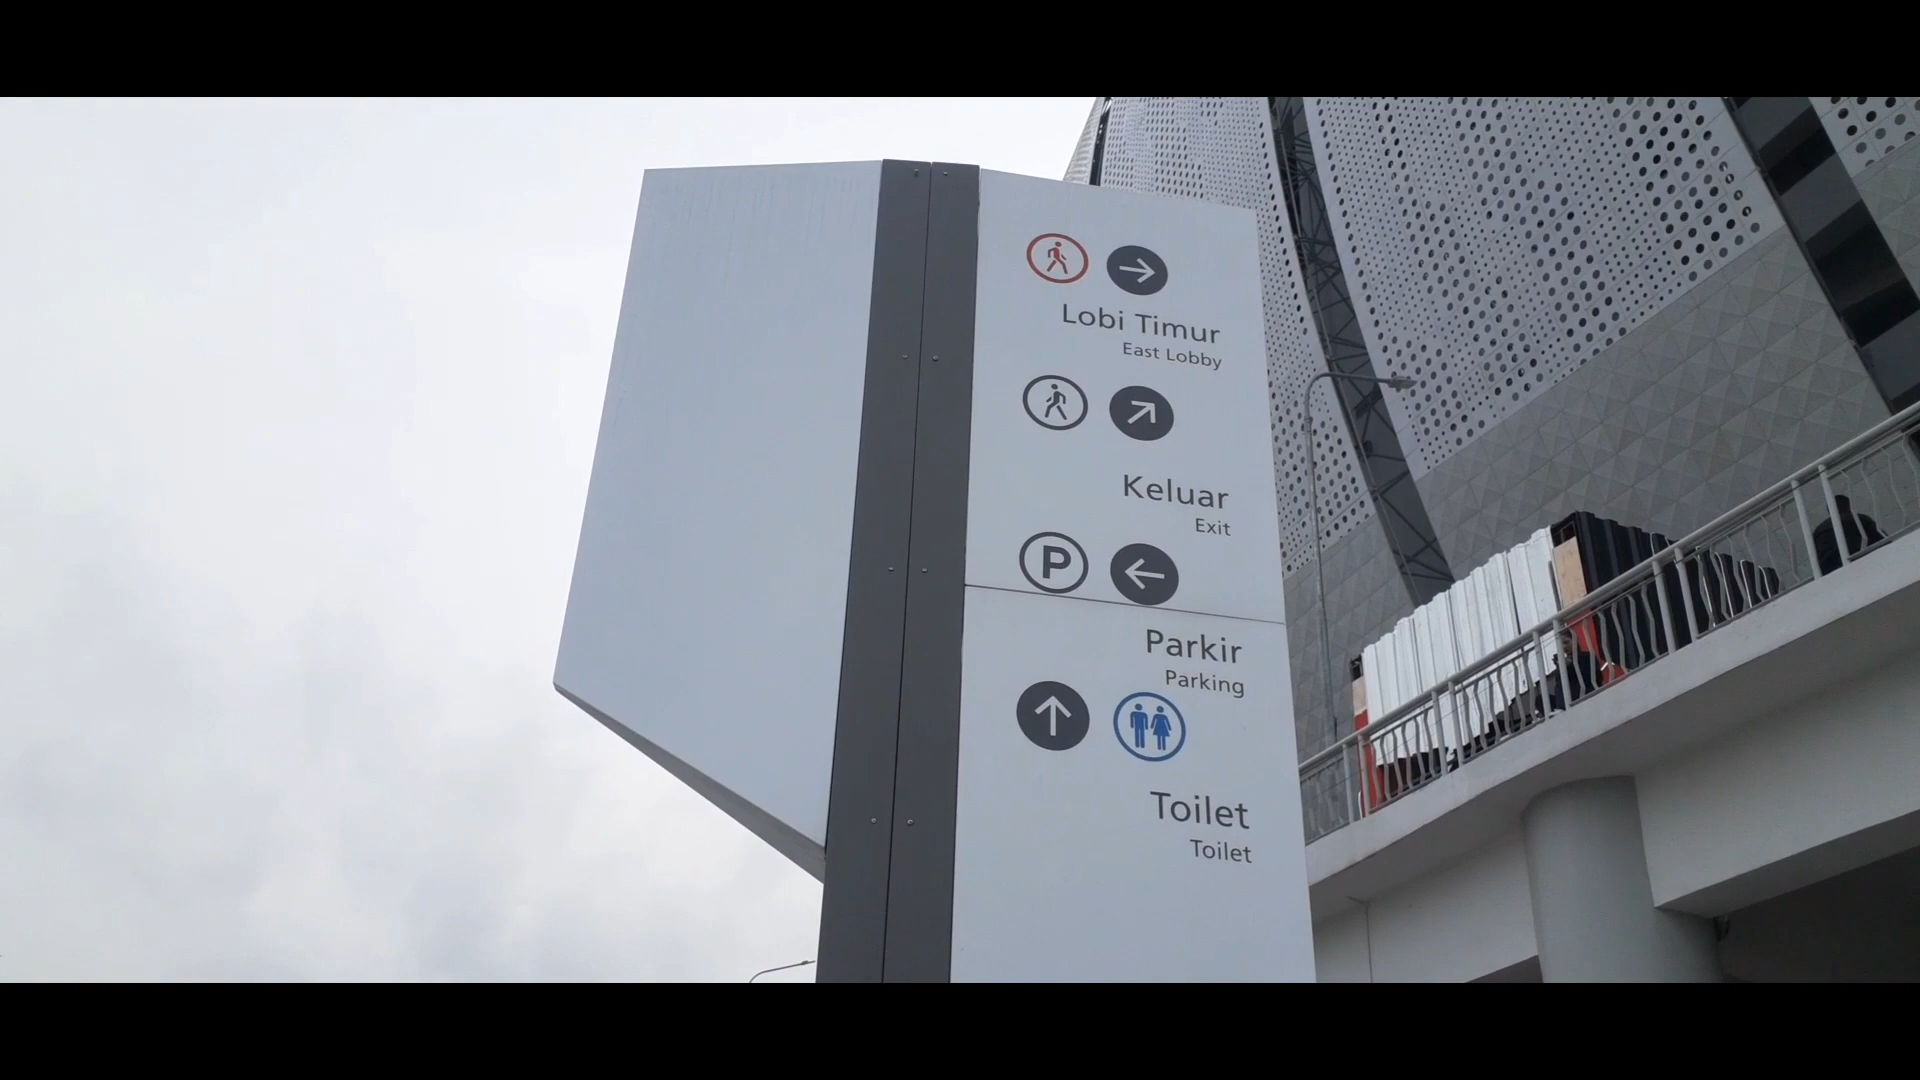 Lobi Timur
East Lobby
Keluar
Exit
P
Parkir
Parking
Toilet
Toilet